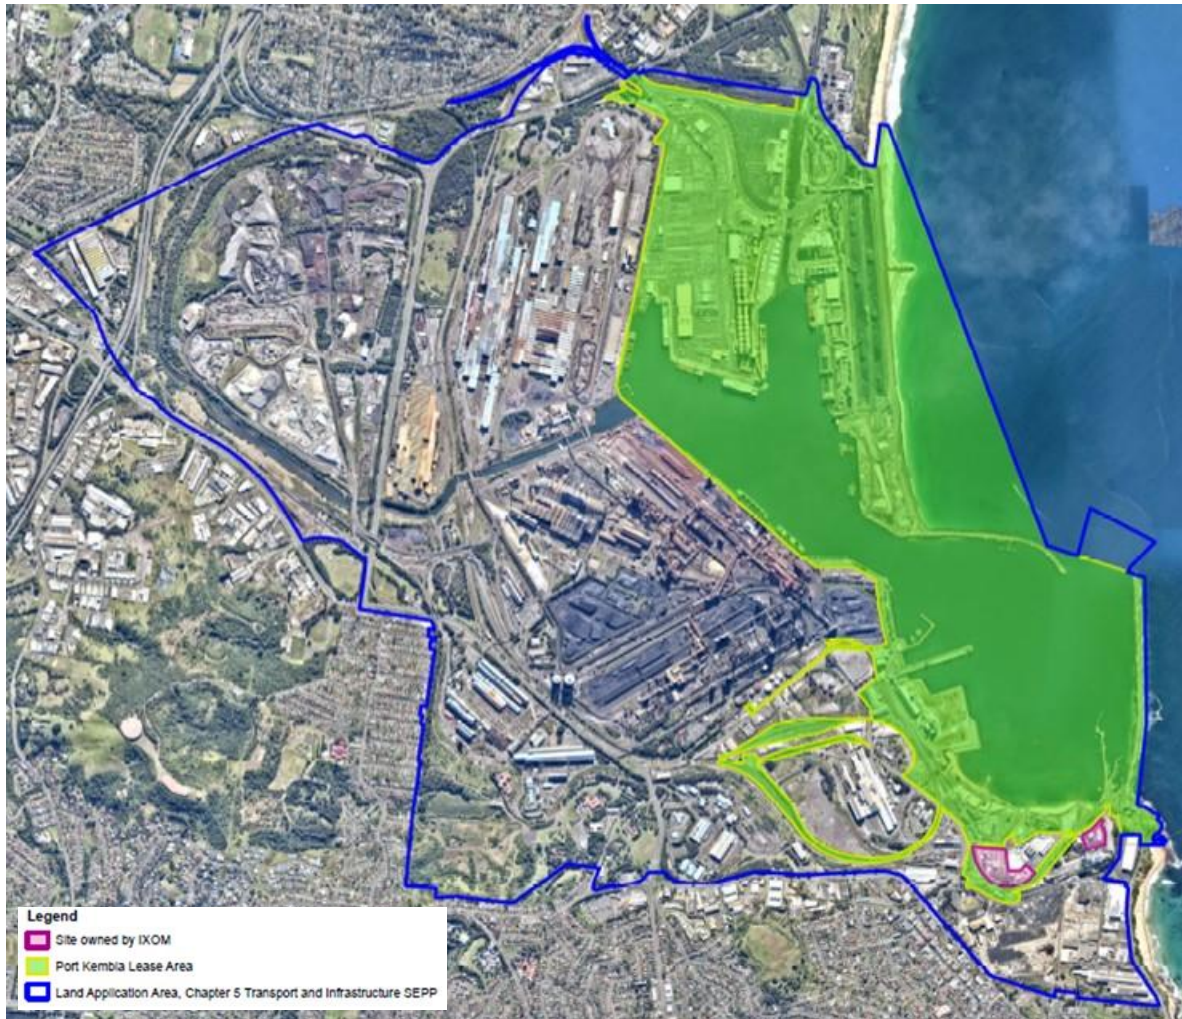 Legend
Site owned by IXOM
Port Kembla Lease Area
Land Application Area, Chapter 5 Transport and Infrastructure SEPP